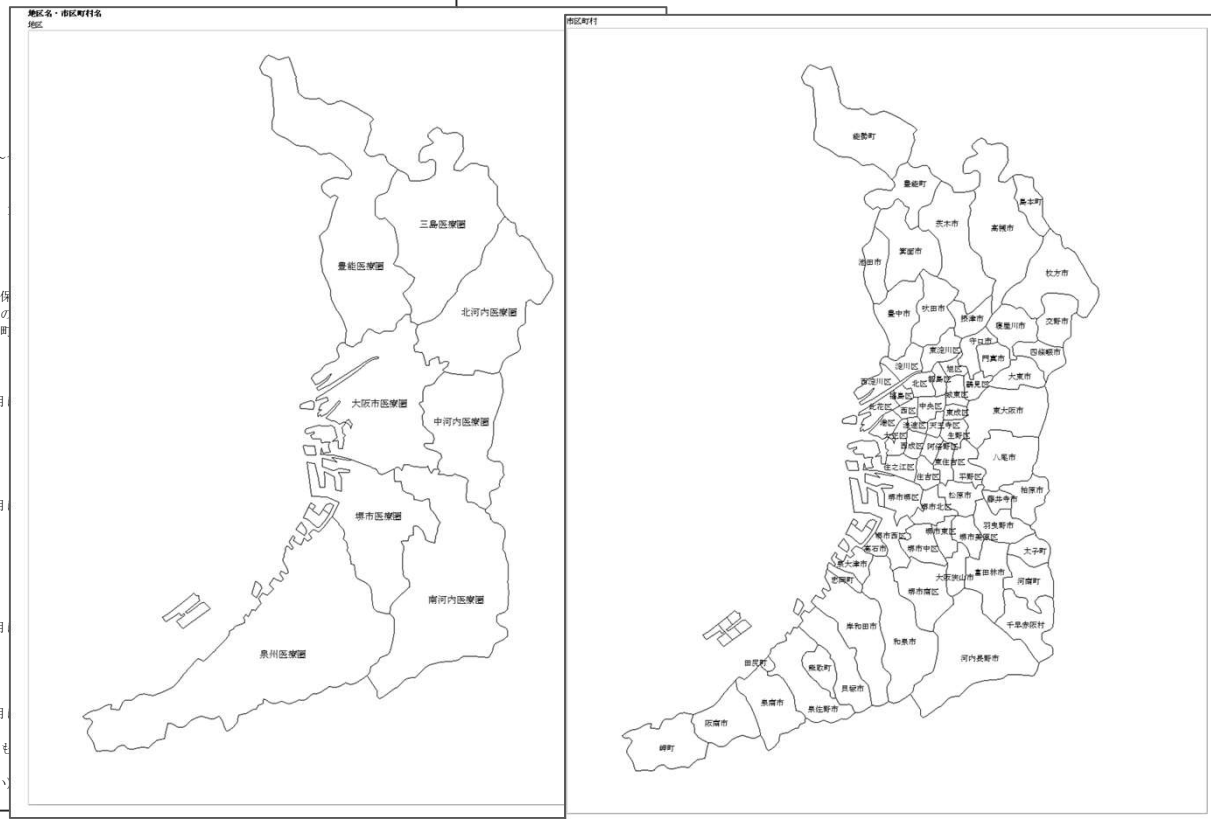 地区名・市区町村名
地区
三島医療圏
豊能医療圏
北河内医療圏
大阪市医療圏
中河内医療圏
堺市医療圏
南河内医療圏
泉州医療圏
市区町村
能勢町
豊能町
島本町
茨木市
高槻市
箕面市
池田市
枚方市
豊中市
吹田市
摂津市
寝屋川市
交野市
守口市
東淀川区
門真市
四條畷市
淀川区
旭区
大東市
西淀川区
北区
都島区
鶴見区
福島区
城東区
此花区
西区
中央区
東成区
東大阪市
港区
浪速区
天王寺区
大正区
生野区
西成区
阿倍野区
八尾市
住之江区
東住吉区
住吉区
平野区
堺市堺区
松原市
藤井寺市
柏原市
堺市北区
羽曳野市
堺市西区
堺市東区
堺市美原区
高石市
堺市中区
太子町
泉大津市
忠岡町
大阪狭山市
富田林市
河南町
堺市南区
千早赤阪村
岸和田市
和泉市
河内長野市
田尻町
熊取町
貝塚市
泉南市
泉佐野市
阪南市
岬町
保
の
町